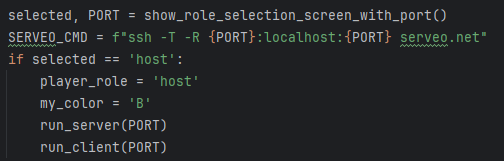 selected, PORT = show_role_selection_screen_with_port()
SERVEO_CMD = f"ssh -T -R {PORT}:localhost:{PORT} serveo.net"
if selected == 'host':
    player_role = 'host'
    my_color = 'B'
    run_server(PORT)
    run_client(PORT)